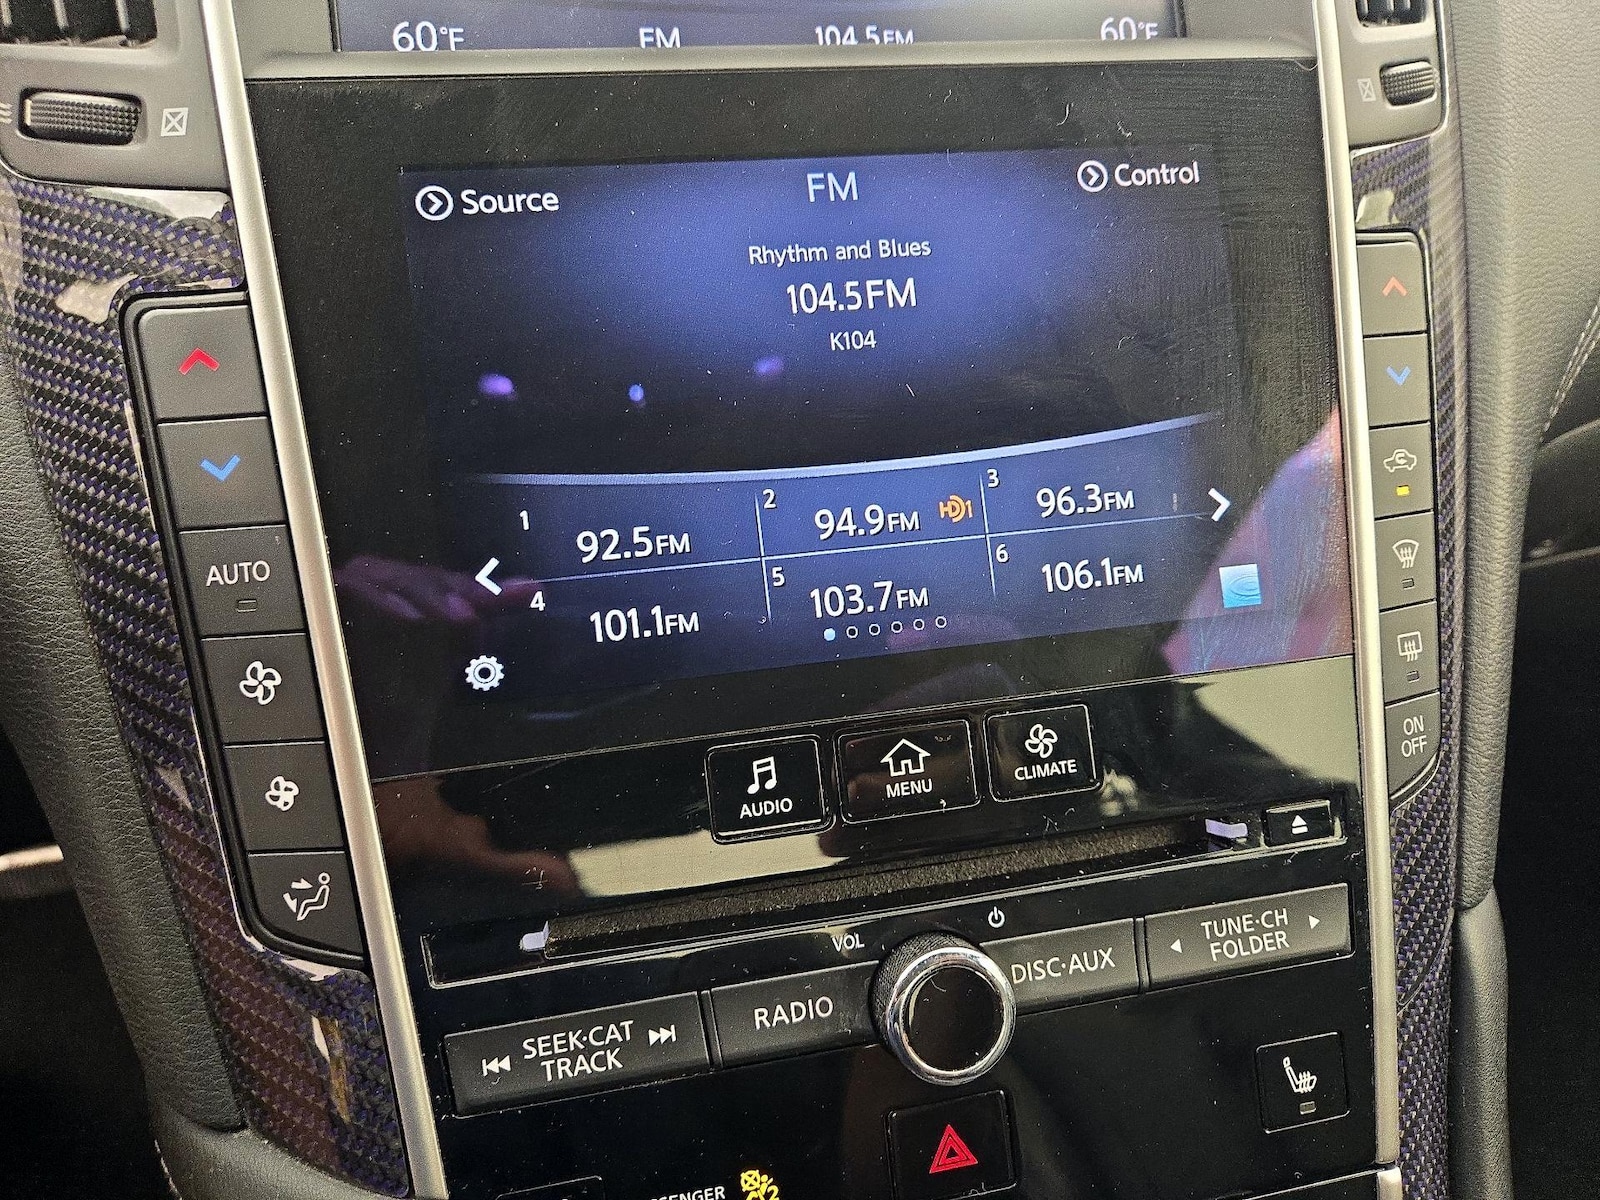 60°F FM 104.5FM 60°F
Source FM Control
Rhythm and Blues
104.5FM
K104
1 92.5FM 2 94.9FM HD1 3 96.3FM
4 101.1FM 5 103.7FM 6 106.1FM
AUTO
ON
OFF
AUDIO MENU CLIMATE
VOL
SEEK·CAT
TRACK
RADIO
DISC·AUX
TUNE·CH
FOLDER